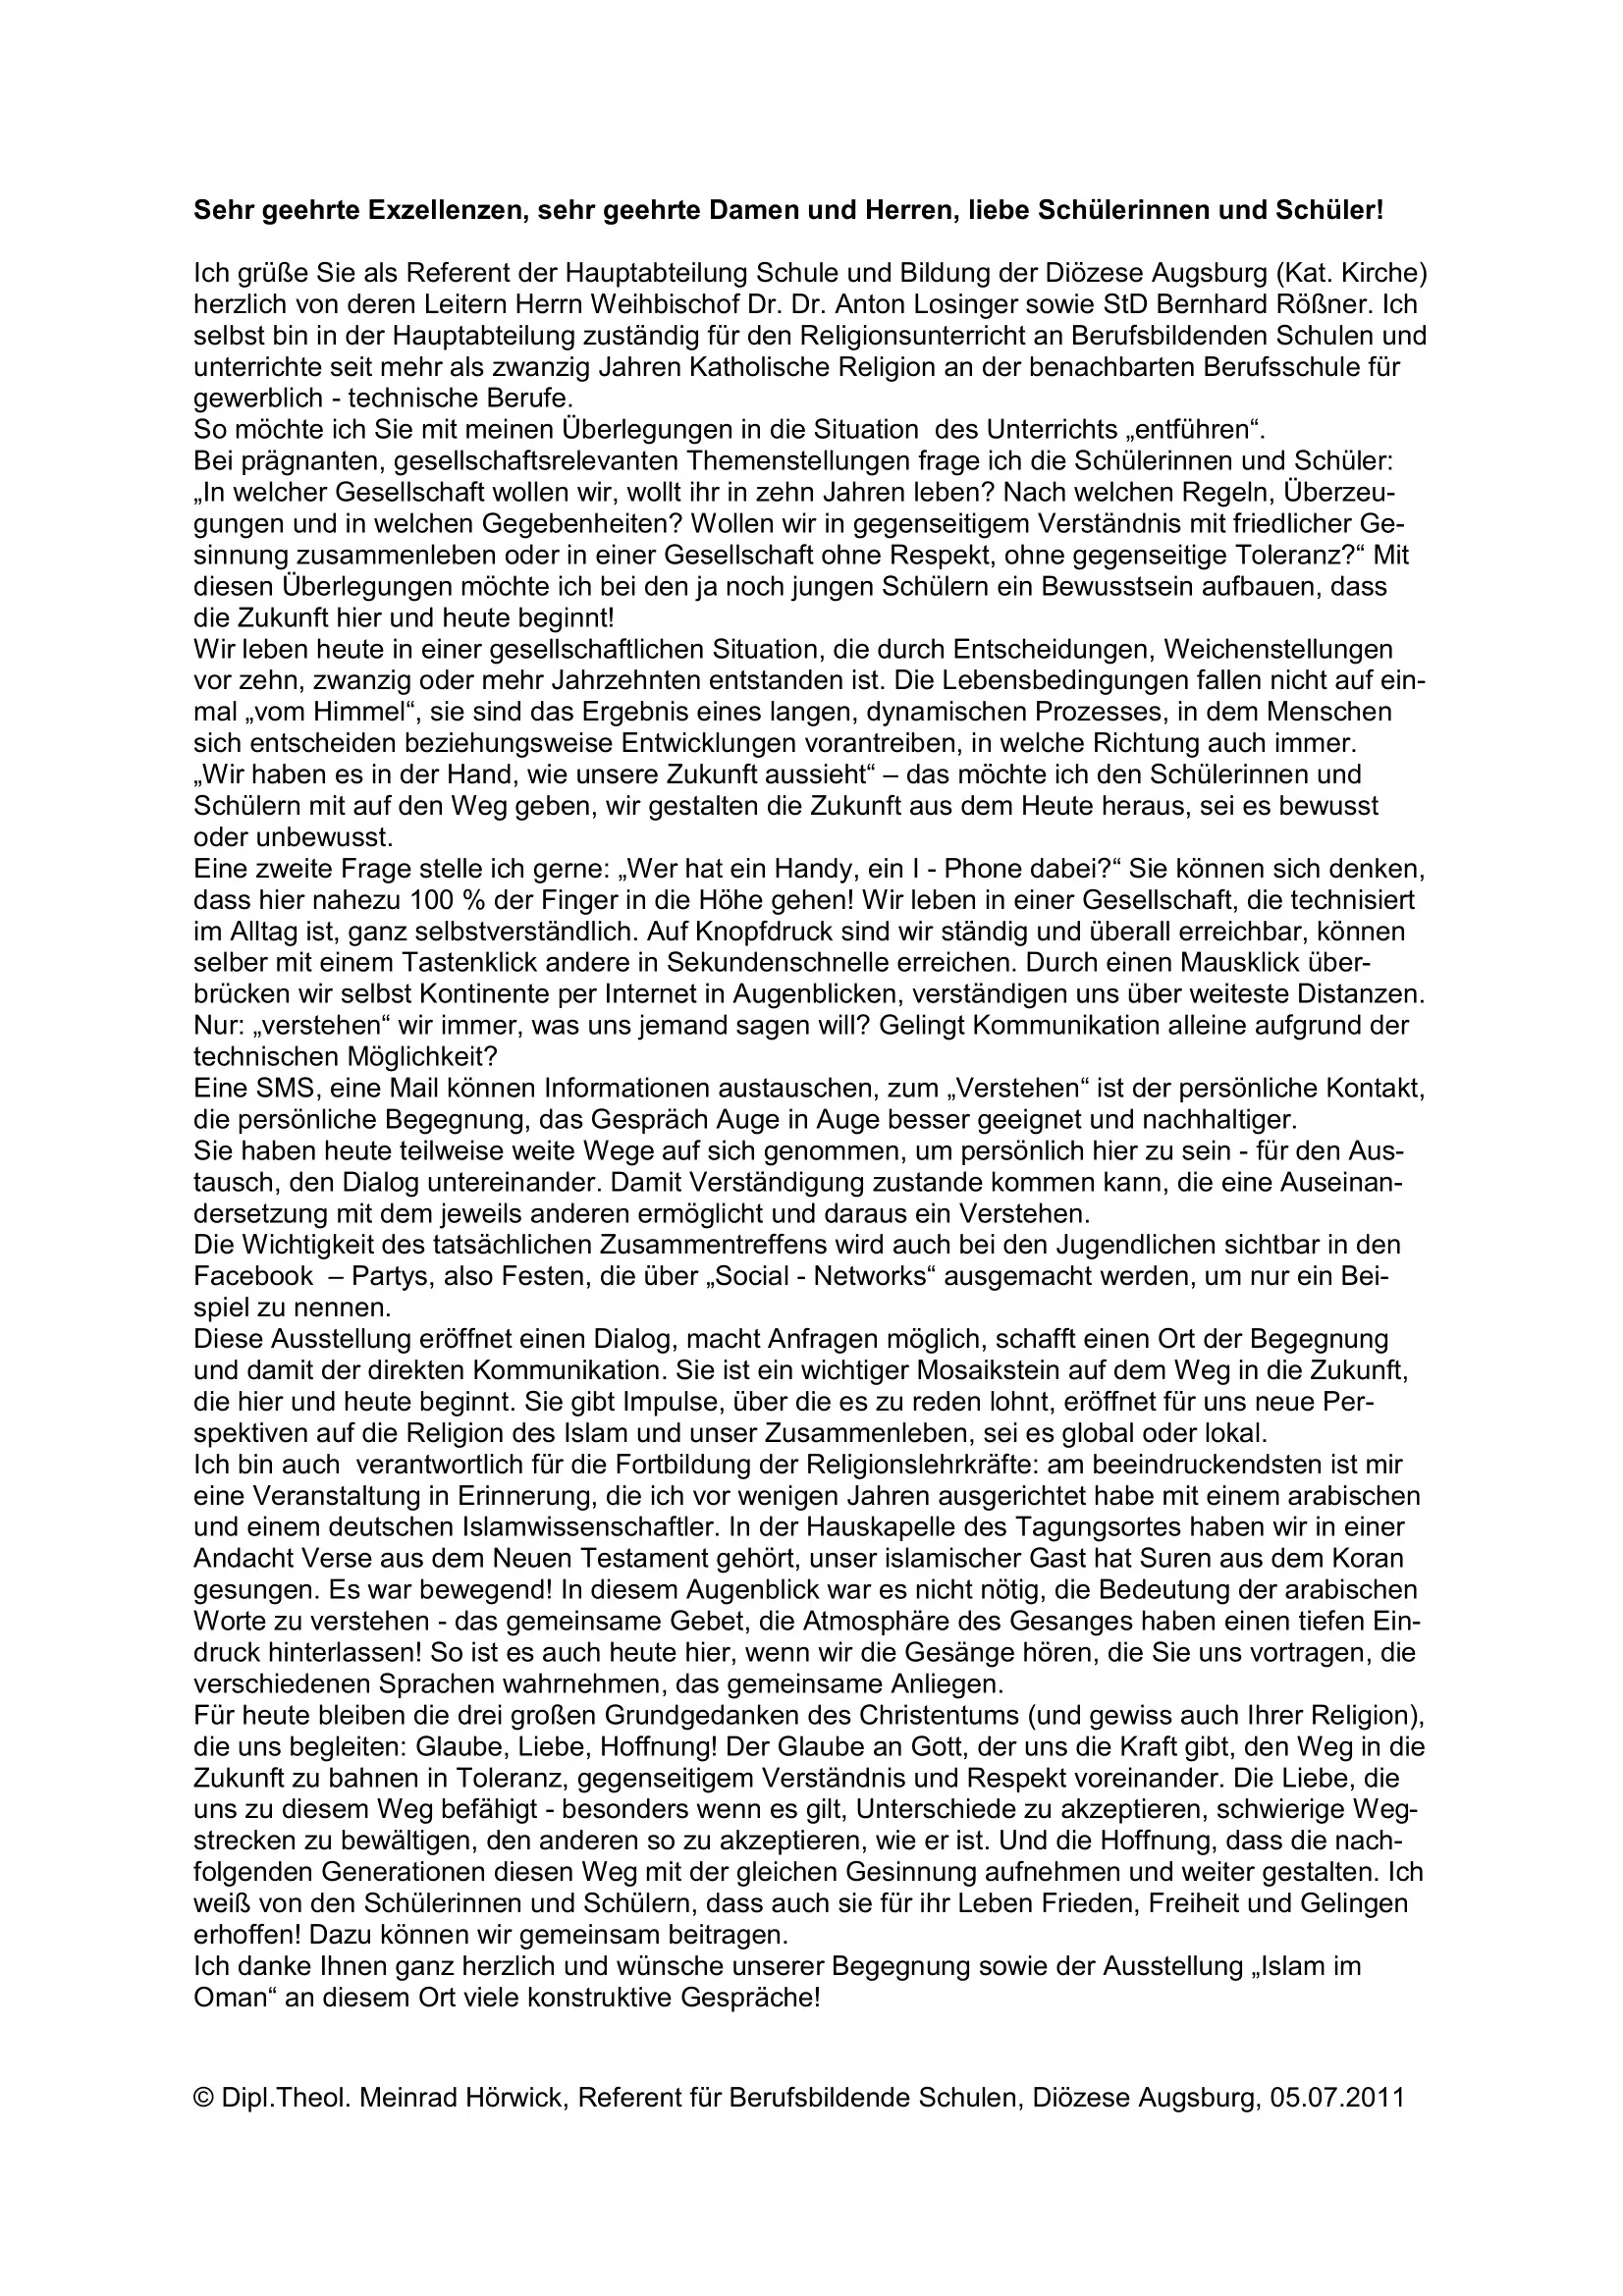 Sehr geehrte Exzellenzen, sehr geehrte Damen und Herren, liebe Schülerinnen und Schüler!
Ich grüße Sie als Referent der Hauptabteilung Schule und Bildung der Diözese Augsburg (Kat. Kirche)
herzlich von deren Leitern Herrn Weihbischof Dr. Dr. Anton Losinger sowie StD Bernhard Rößner. Ich
selbst bin in der Hauptabteilung zuständig für den Religionsunterricht an Berufsbildenden Schulen und
unterrichte seit mehr als zwanzig Jahren Katholische Religion an der benachbarten Berufsschule für
gewerblich - technische Berufe.
So möchte ich Sie mit meinen Überlegungen in die Situation  des Unterrichts „entführen“.
Bei prägnanten, gesellschaftsrelevanten Themenstellungen frage ich die Schülerinnen und Schüler:
„In welcher Gesellschaft wollen wir, wollt ihr in zehn Jahren leben? Nach welchen Regeln, Überzeu-
gungen und in welchen Gegebenheiten? Wollen wir in gegenseitigem Verständnis mit friedlicher Ge-
sinnung zusammenleben oder in einer Gesellschaft ohne Respekt, ohne gegenseitige Toleranz?“ Mit
diesen Überlegungen möchte ich bei den ja noch jungen Schülern ein Bewusstsein aufbauen, dass
die Zukunft hier und heute beginnt!
Wir leben heute in einer gesellschaftlichen Situation, die durch Entscheidungen, Weichenstellungen
vor zehn, zwanzig oder mehr Jahrzehnten entstanden ist. Die Lebensbedingungen fallen nicht auf ein-
mal „vom Himmel“, sie sind das Ergebnis eines langen, dynamischen Prozesses, in dem Menschen
sich entscheiden beziehungsweise Entwicklungen vorantreiben, in welche Richtung auch immer.
„Wir haben es in der Hand, wie unsere Zukunft aussieht“ – das möchte ich den Schülerinnen und
Schülern mit auf den Weg geben, wir gestalten die Zukunft aus dem Heute heraus, sei es bewusst
oder unbewusst.
Eine zweite Frage stelle ich gerne: „Wer hat ein Handy, ein I - Phone dabei?“ Sie können sich denken,
dass hier nahezu 100 % der Finger in die Höhe gehen! Wir leben in einer Gesellschaft, die technisiert
im Alltag ist, ganz selbstverständlich. Auf Knopfdruck sind wir ständig und überall erreichbar, können
selber mit einem Tastenklick andere in Sekundenschnelle erreichen. Durch einen Mausklick über-
brücken wir selbst Kontinente per Internet in Augenblicken, verständigen uns über weiteste Distanzen.
Nur: „verstehen“ wir immer, was uns jemand sagen will? Gelingt Kommunikation alleine aufgrund der
technischen Möglichkeit?
Eine SMS, eine Mail können Informationen austauschen, zum „Verstehen“ ist der persönliche Kontakt,
die persönliche Begegnung, das Gespräch Auge in Auge besser geeignet und nachhaltiger.
Sie haben heute teilweise weite Wege auf sich genommen, um persönlich hier zu sein - für den Aus-
tausch, den Dialog untereinander. Damit Verständigung zustande kommen kann, die eine Auseinan-
dersetzung mit dem jeweils anderen ermöglicht und daraus ein Verstehen.
Die Wichtigkeit des tatsächlichen Zusammentreffens wird auch bei den Jugendlichen sichtbar in den
Facebook  – Partys, also Festen, die über „Social - Networks“ ausgemacht werden, um nur ein Bei-
spiel zu nennen.
Diese Ausstellung eröffnet einen Dialog, macht Anfragen möglich, schafft einen Ort der Begegnung
und damit der direkten Kommunikation. Sie ist ein wichtiger Mosaikstein auf dem Weg in die Zukunft,
die hier und heute beginnt. Sie gibt Impulse, über die es zu reden lohnt, eröffnet für uns neue Per-
spektiven auf die Religion des Islam und unser Zusammenleben, sei es global oder lokal.
Ich bin auch  verantwortlich für die Fortbildung der Religionslehrkräfte: am beeindruckendsten ist mir
eine Veranstaltung in Erinnerung, die ich vor wenigen Jahren ausgerichtet habe mit einem arabischen
und einem deutschen Islamwissenschaftler. In der Hauskapelle des Tagungsortes haben wir in einer
Andacht Verse aus dem Neuen Testament gehört, unser islamischer Gast hat Suren aus dem Koran
gesungen. Es war bewegend! In diesem Augenblick war es nicht nötig, die Bedeutung der arabischen
Worte zu verstehen - das gemeinsame Gebet, die Atmosphäre des Gesanges haben einen tiefen Ein-
druck hinterlassen! So ist es auch heute hier, wenn wir die Gesänge hören, die Sie uns vortragen, die
verschiedenen Sprachen wahrnehmen, das gemeinsame Anliegen.
Für heute bleiben die drei großen Grundgedanken des Christentums (und gewiss auch Ihrer Religion),
die uns begleiten: Glaube, Liebe, Hoffnung! Der Glaube an Gott, der uns die Kraft gibt, den Weg in die
Zukunft zu bahnen in Toleranz, gegenseitigem Verständnis und Respekt voreinander. Die Liebe, die
uns zu diesem Weg befähigt - besonders wenn es gilt, Unterschiede zu akzeptieren, schwierige Weg-
strecken zu bewältigen, den anderen so zu akzeptieren, wie er ist. Und die Hoffnung, dass die nach-
folgenden Generationen diesen Weg mit der gleichen Gesinnung aufnehmen und weiter gestalten. Ich
weiß von den Schülerinnen und Schülern, dass auch sie für ihr Leben Frieden, Freiheit und Gelingen
erhoffen! Dazu können wir gemeinsam beitragen.
Ich danke Ihnen ganz herzlich und wünsche unserer Begegnung sowie der Ausstellung „Islam im
Oman“ an diesem Ort viele konstruktive Gespräche!
© Dipl.Theol. Meinrad Hörwick, Referent für Berufsbildende Schulen, Diözese Augsburg, 05.07.2011